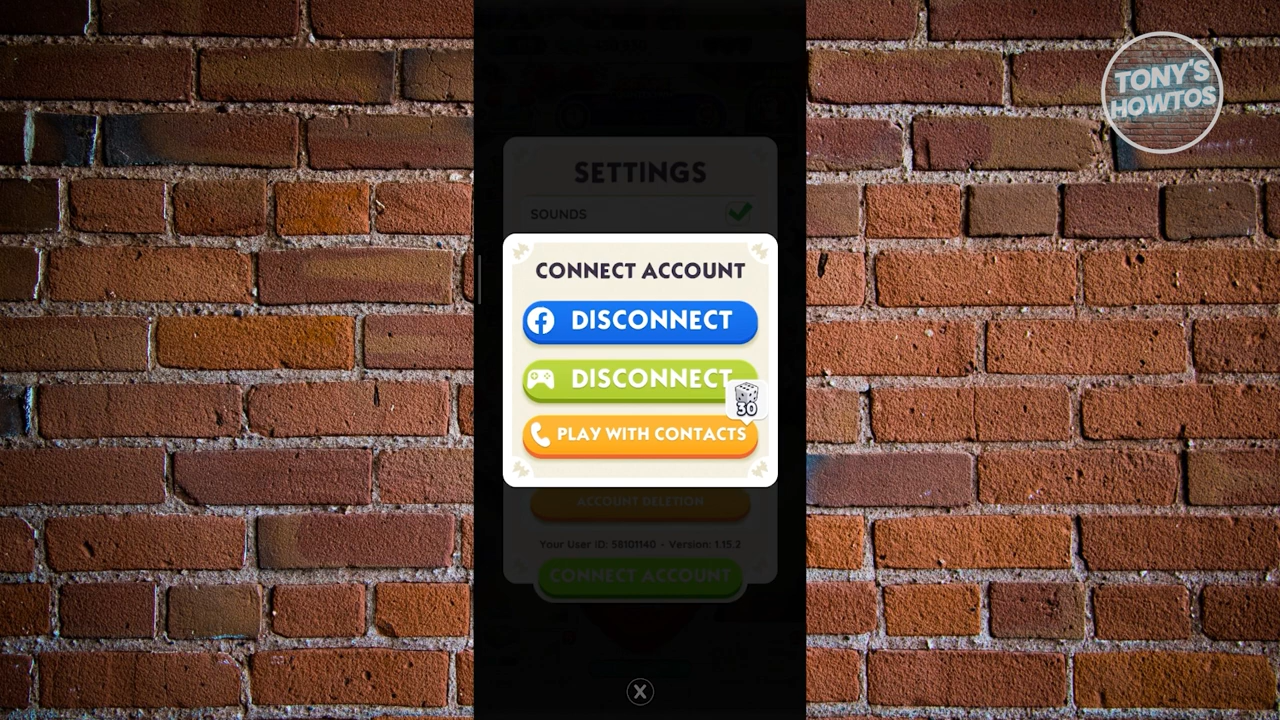 TONY'S
HOWTOS
SETTINGS
SOUNDS
CONNECT ACCOUNT
DISCONNECT
DISCONNECT
30
PLAY WITH CONTACTS
ACCOUNT DELETION
Your User ID: 58101140 - Version: 1.15.2
CONNECT ACCOUNT
X